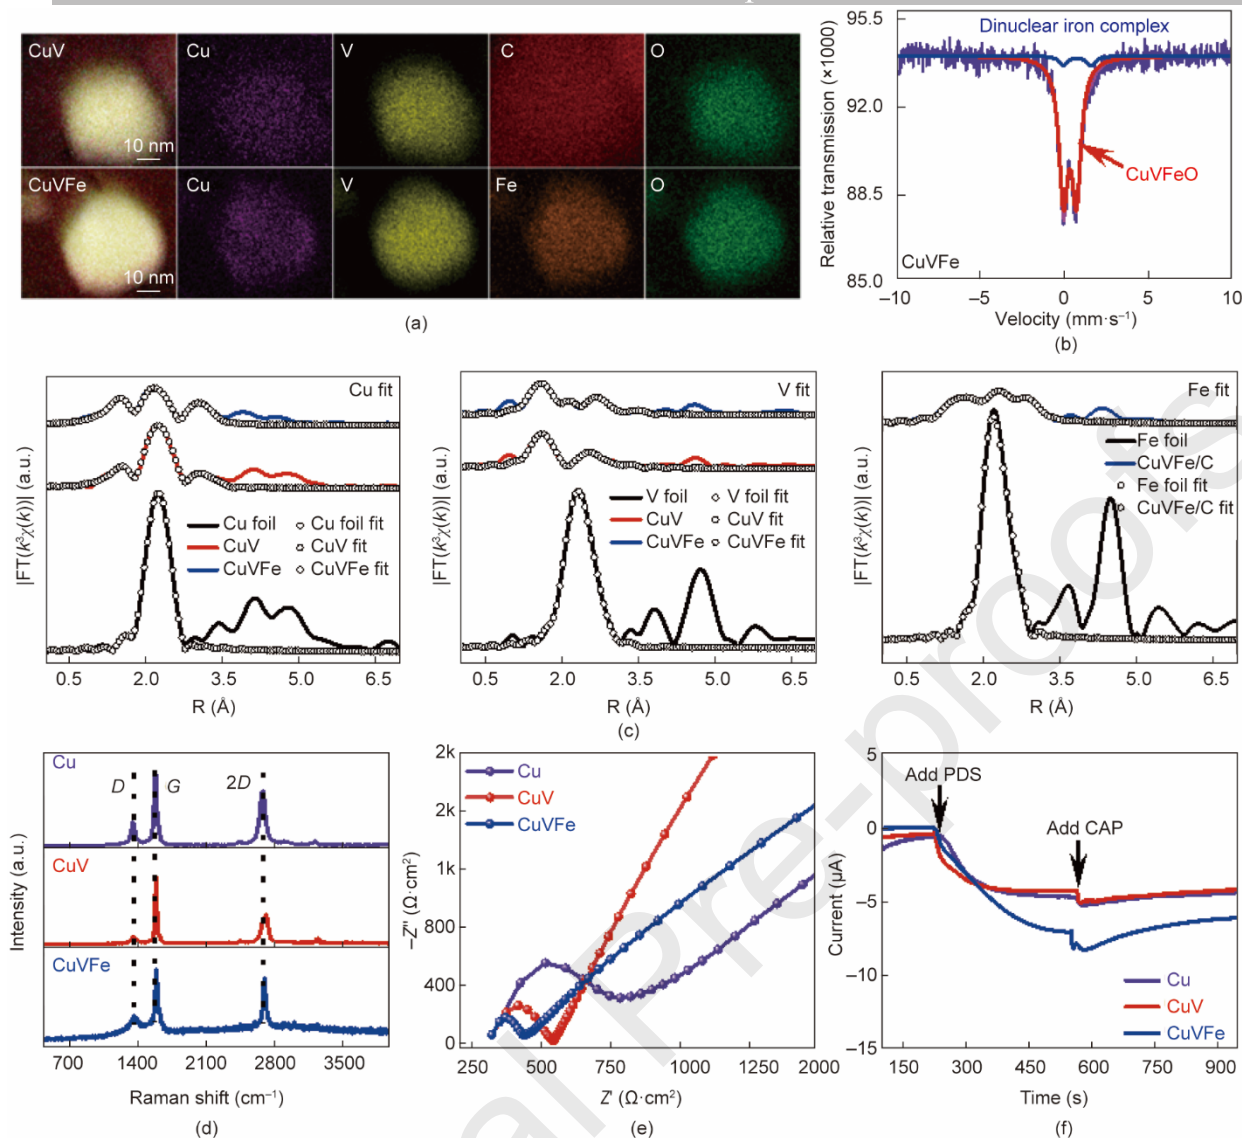 CuV
Cu
V
C
O
10 nm
CuVFe
Cu
V
Fe
O
10 nm
(a)
95.5
92.0
88.5
85.0
Relative transmission (×1000)
Dinuclear iron complex
CuVFeO
CuVFe
−10
−5
0
5
10
Velocity (mm·s⁻¹)
(b)
|FT(k³χ(k))| (a.u.)
Cu fit
Cu foil
Cu foil fit
CuV
CuV fit
CuVFe
CuVFe fit
0.5
2.0
3.5
5.0
6.5
R (Å)
|FT(k³χ(k))| (a.u.)
V fit
V foil
V foil fit
CuV
CuV fit
CuVFe
CuVFe fit
0.5
2.0
3.5
5.0
6.5
R (Å)
|FT(k³χ(k))| (a.u.)
Fe fit
Fe foil
CuVFe/C
Fe foil fit
CuVFe/C fit
0.5
2.0
3.5
5.0
6.5
R (Å)
(c)
Intensity (a.u.)
Cu
D
G
2D
CuV
CuVFe
700
1400
2100
2800
3500
Raman shift (cm⁻¹)
(d)
−Z" (Ω·cm²)
2k
2k
1k
800
400
0
Cu
CuV
CuVFe
250
500
750
1000
1250
2000
Z' (Ω·cm²)
(e)
Current (μA)
5
0
−5
−10
−15
Add PDS
Add CAP
Cu
CuV
CuVFe
150
300
450
600
750
900
Time (s)
(f)
al Pre-proofs